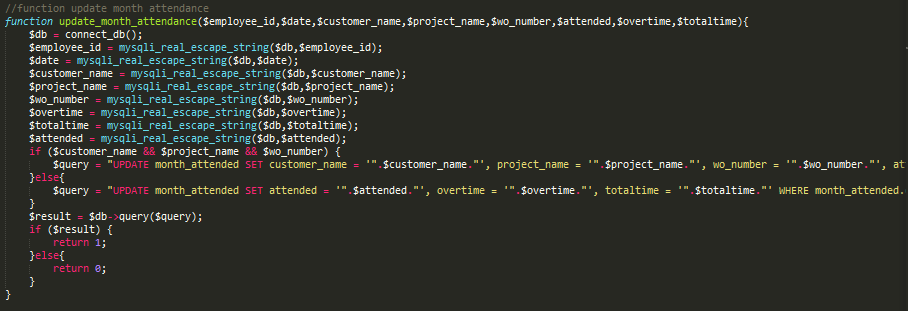 //function update month attendance
function update_month_attendance($employee_id,$date,$customer_name,$project_name,$wo_number,$attended,$overtime,$totaltime){
$db = connect_db();
$employee_id = mysqli_real_escape_string($db,$employee_id);
$date = mysqli_real_escape_string($db,$date);
$customer_name = mysqli_real_escape_string($db,$customer_name);
$project_name = mysqli_real_escape_string($db,$project_name);
$wo_number = mysqli_real_escape_string($db,$wo_number);
$overtime = mysqli_real_escape_string($db,$overtime);
$totaltime = mysqli_real_escape_string($db,$totaltime);
$attended = mysqli_real_escape_string($db,$attended);
if ($customer_name && $project_name && $wo_number) {
$query = "UPDATE month_attended SET customer_name = '".$customer_name."', project_name = '".$project_name."', wo_number = '".$wo_number."', at
}else{
$query = "UPDATE month_attended SET attended = '".$attended."', overtime = '".$overtime."', totaltime = '".$totaltime."' WHERE month_attended.
}
$result = $db->query($query);
if ($result) {
return 1;
}else{
return 0;
}
}